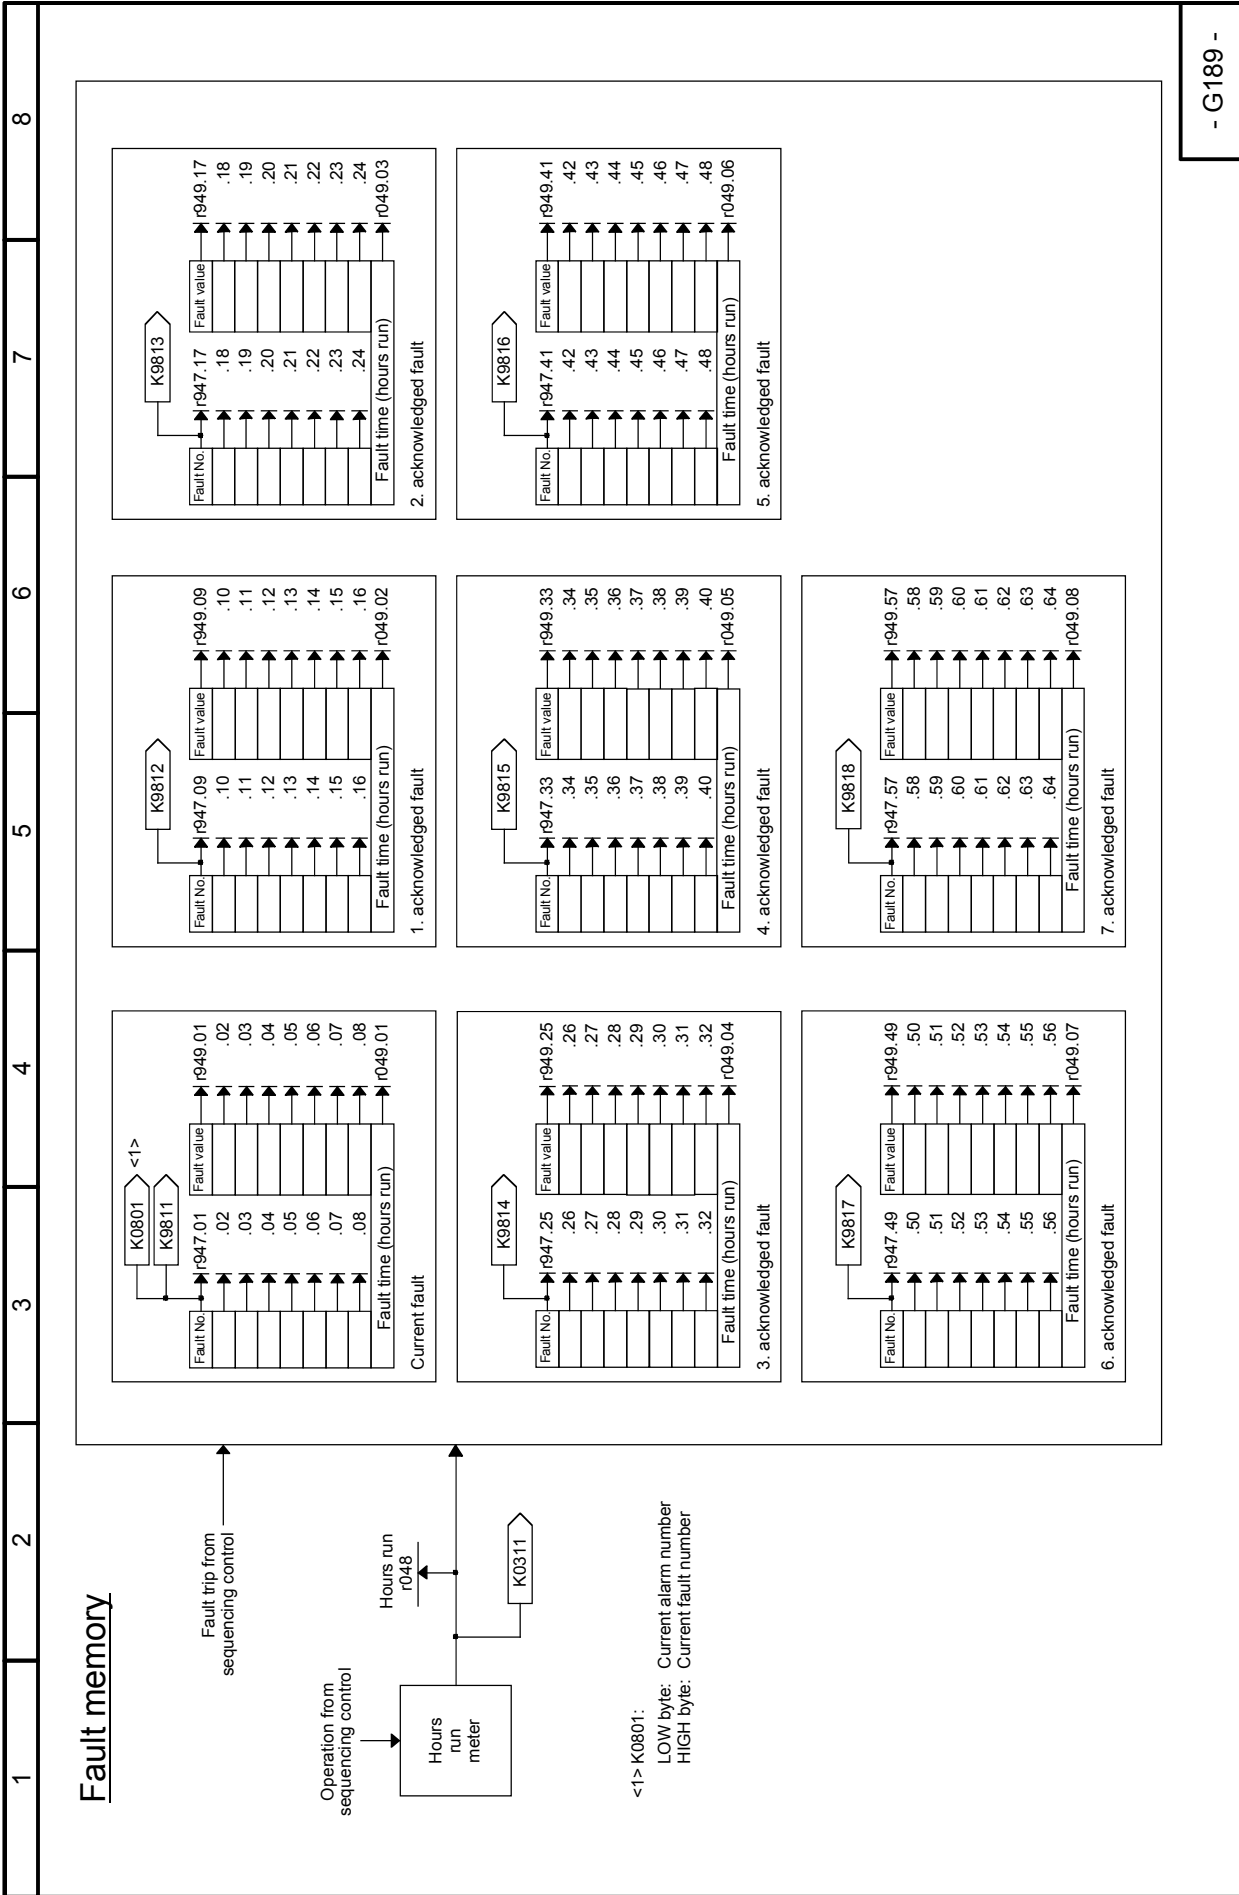 1 2 3 4 5 6 7 8
Fault memory
Fault trip from
sequencing control
Operation from
sequencing control
Hours
run
meter
Hours run
r048
K0311
<1> K0801:
LOW byte: Current alarm number
HIGH byte: Current fault number
K0801 <1>
K9811
Fault No. r947.01 Fault value r949.01
.02 .02
.03 .03
.04 .04
.05 .05
.06 .06
.07 .07
.08 .08
Fault time (hours run) r049.01
Current fault
K9812
Fault No. r947.09 Fault value r949.09
.10 .10
.11 .11
.12 .12
.13 .13
.14 .14
.15 .15
.16 .16
Fault time (hours run) r049.02
1. acknowledged fault
K9813
Fault No. r947.17 Fault value r949.17
.18 .18
.19 .19
.20 .20
.21 .21
.22 .22
.23 .23
.24 .24
Fault time (hours run) r049.03
2. acknowledged fault
K9814
Fault No. r947.25 Fault value r949.25
.26 .26
.27 .27
.28 .28
.29 .29
.30 .30
.31 .31
.32 .32
Fault time (hours run) r049.04
3. acknowledged fault
K9815
Fault No. r947.33 Fault value r949.33
.34 .34
.35 .35
.36 .36
.37 .37
.38 .38
.39 .39
.40 .40
Fault time (hours run) r049.05
4. acknowledged fault
K9816
Fault No. r947.41 Fault value r949.41
.42 .42
.43 .43
.44 .44
.45 .45
.46 .46
.47 .47
.48 .48
Fault time (hours run) r049.06
5. acknowledged fault
K9817
Fault No. r947.49 Fault value r949.49
.50 .50
.51 .51
.52 .52
.53 .53
.54 .54
.55 .55
.56 .56
Fault time (hours run) r049.07
6. acknowledged fault
K9818
Fault No. r947.57 Fault value r949.57
.58 .58
.59 .59
.60 .60
.61 .61
.62 .62
.63 .63
.64 .64
Fault time (hours run) r049.08
7. acknowledged fault
- G189 -